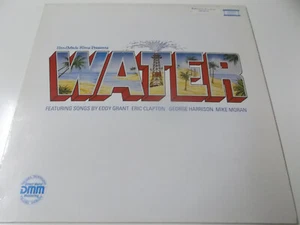 HandMade Films Presents
WATER
FEATURING SONGS BY EDDY GRANT · ERIC CLAPTON · GEORGE HARRISON · MIKE MORAN
DMM